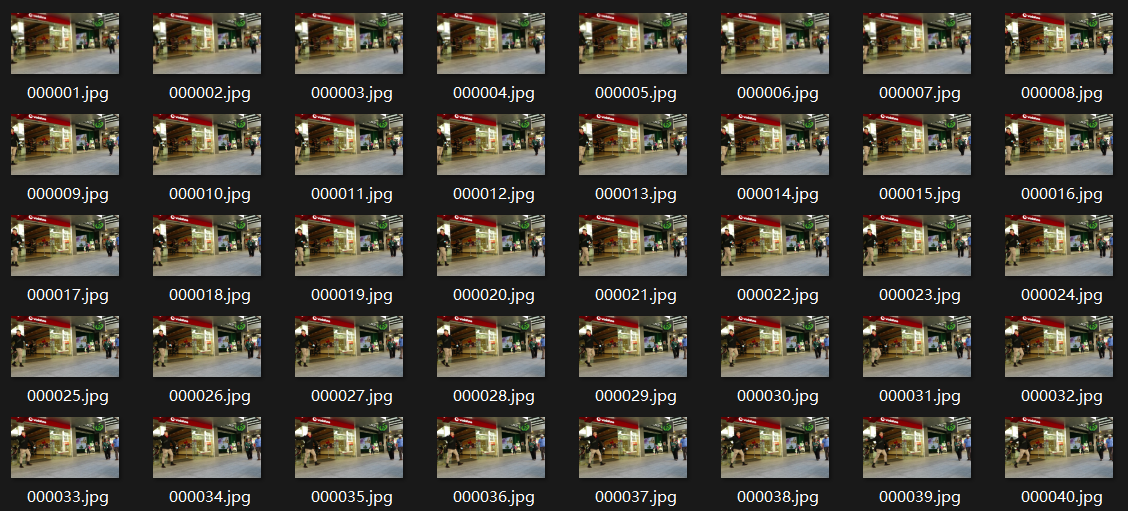 000001.jpg 000002.jpg 000003.jpg 000004.jpg 000005.jpg 000006.jpg 000007.jpg 000008.jpg
000009.jpg 000010.jpg 000011.jpg 000012.jpg 000013.jpg 000014.jpg 000015.jpg 000016.jpg
000017.jpg 000018.jpg 000019.jpg 000020.jpg 000021.jpg 000022.jpg 000023.jpg 000024.jpg
000025.jpg 000026.jpg 000027.jpg 000028.jpg 000029.jpg 000030.jpg 000031.jpg 000032.jpg
000033.jpg 000034.jpg 000035.jpg 000036.jpg 000037.jpg 000038.jpg 000039.jpg 000040.jpg